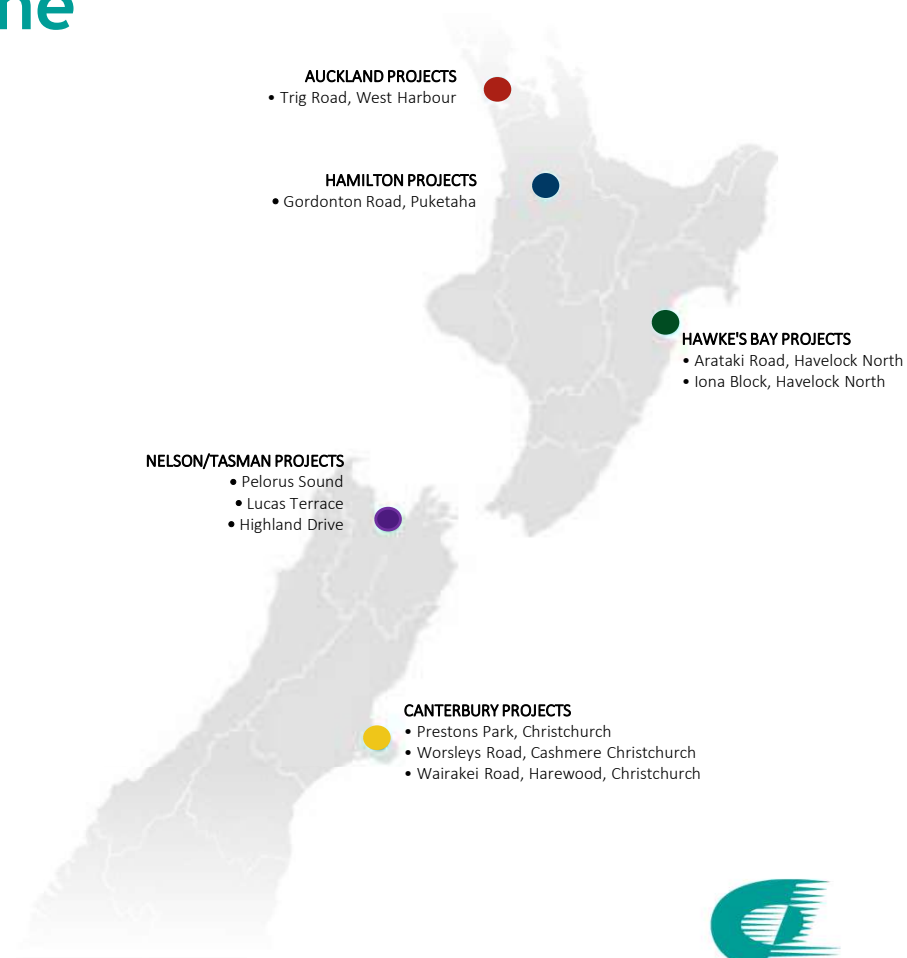 ne
AUCKLAND PROJECTS
• Trig Road, West Harbour
HAMILTON PROJECTS
• Gordonton Road, Puketaha
HAWKE'S BAY PROJECTS
• Arataki Road, Havelock North
• Iona Block, Havelock North
NELSON/TASMAN PROJECTS
• Pelorus Sound
• Lucas Terrace
• Highland Drive
CANTERBURY PROJECTS
• Prestons Park, Christchurch
• Worsleys Road, Cashmere Christchurch
• Wairakei Road, Harewood, Christchurch